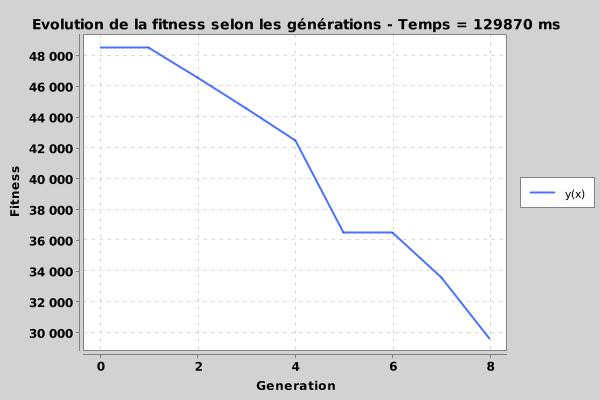 Evolution de la fitness selon les générations - Temps = 129870 ms
48 000
46 000
44 000
42 000
40 000
38 000
36 000
34 000
32 000
30 000
Fitness
y(x)
0 2 4 6 8
Generation